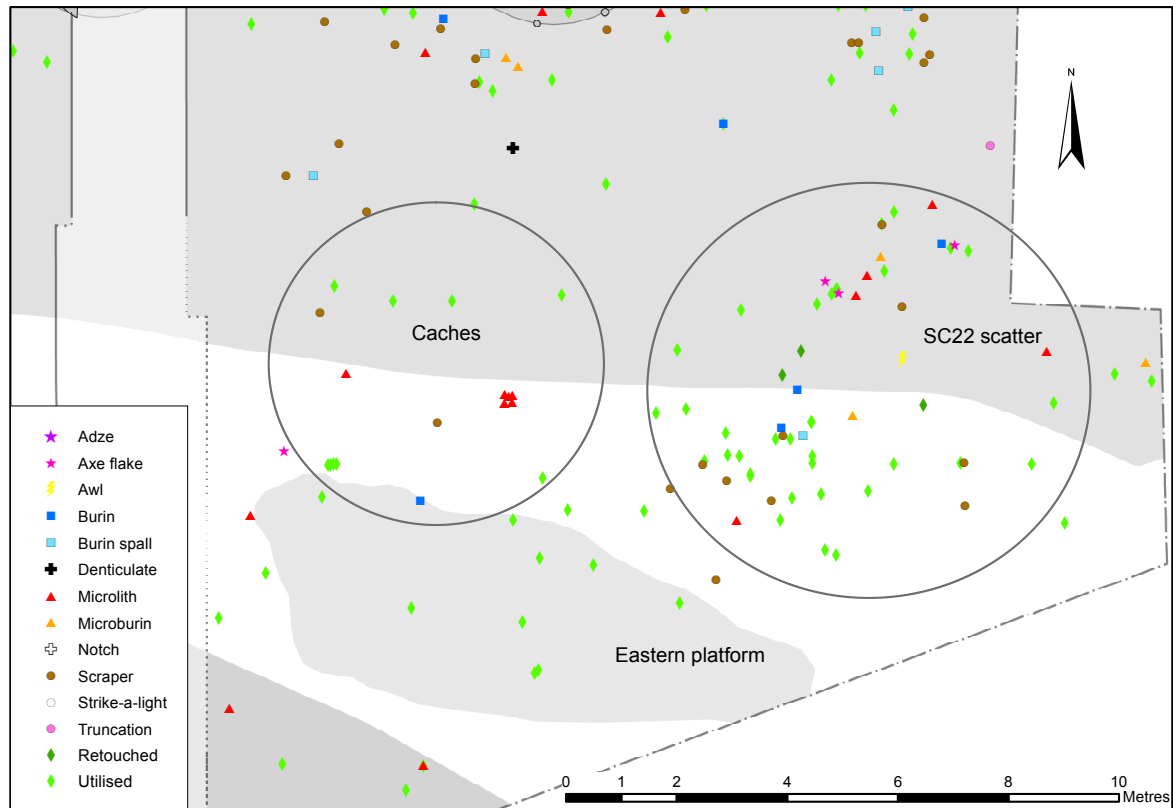 N
Caches
SC22 scatter
Eastern platform
Adze
Axe flake
Awl
Burin
Burin spall
Denticulate
Microlith
Microburin
Notch
Scraper
Strike-a-light
Truncation
Retouched
Utilised
0 1 2 4 6 8 10
Metres